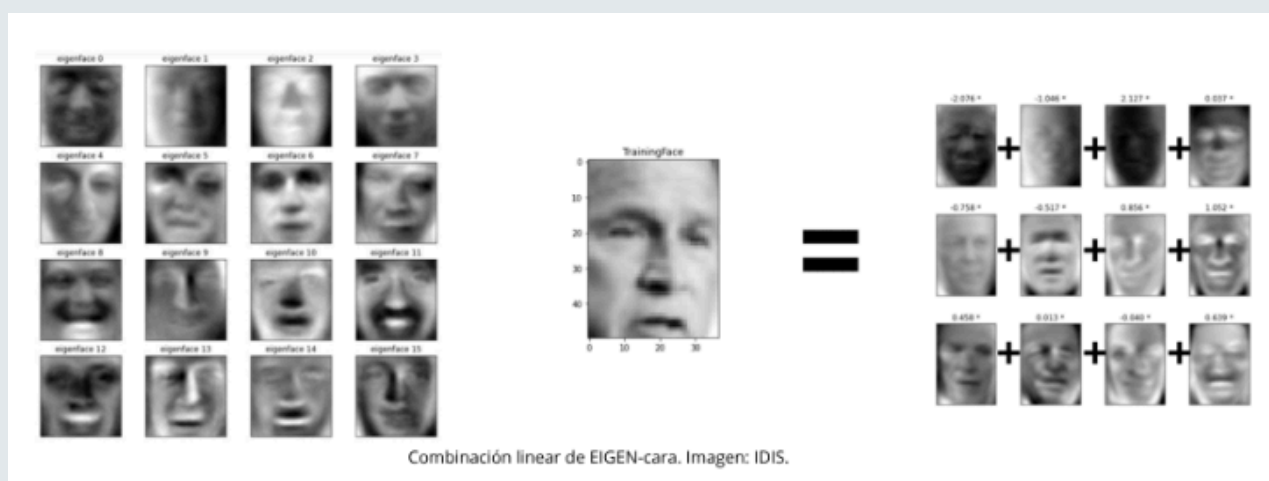 eigenface 0 eigenface 1 eigenface 2 eigenface 3
eigenface 4 eigenface 5 eigenface 6 eigenface 7
eigenface 8 eigenface 9 eigenface 10 eigenface 11
eigenface 12 eigenface 13 eigenface 14 eigenface 15
TrainingFace
0
10
20
30
40
0 10 20 30
=
-2.076 * -1.046 * 2.127 * 0.037 *
+ + +
-0.758 * -0.517 * 0.856 * 1.052 *
+ + +
0.458 * 0.013 * -0.040 * 0.639 *
+ + +
Combinación linear de EIGEN-cara. Imagen: IDIS.